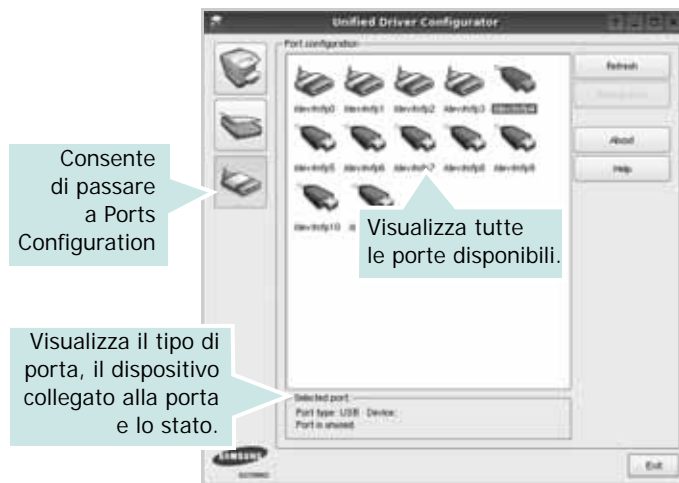 Unified Driver Configurator
Port configuration
Refresh
/dev/mfp0 /dev/mfp1 /dev/mfp2 /dev/mfp3 /dev/mfp4
About
/dev/mfp5 /dev/mfp6 /dev/mfp7 /dev/mfp8 /dev/mfp9
Help
/dev/mfp10
Consente
di passare
a Ports
Configuration
Visualizza tutte
le porte disponibili.
Visualizza il tipo di
porta, il dispositivo
collegato alla porta
e lo stato.
Selected port
Port type: USB Device:
Port is unused.
SAMSUNG
Exit